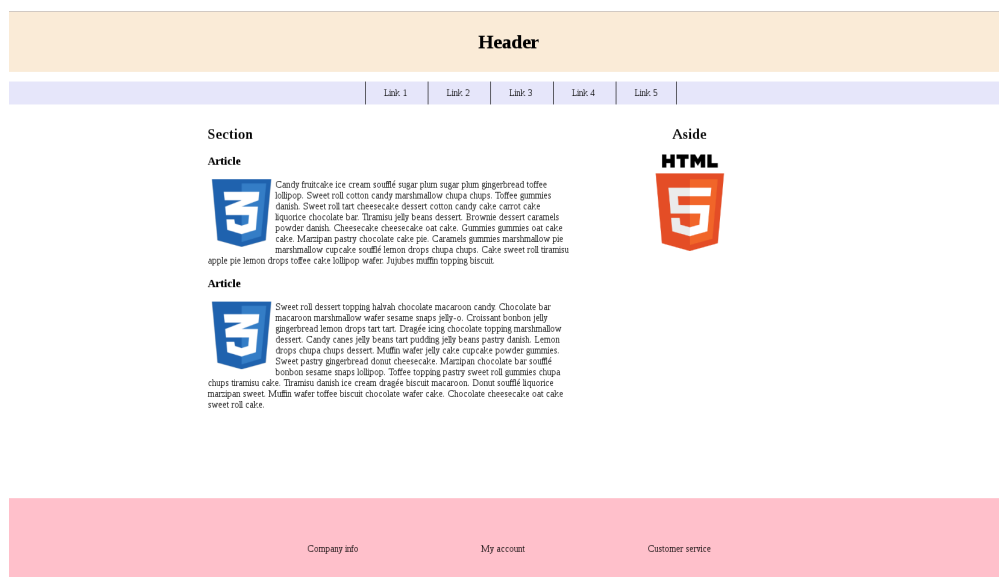 Header
Link 1 Link 2 Link 3 Link 4 Link 5
Section
Article
Candy fruitcake ice cream soufflé sugar plum sugar plum gingerbread toffee
lollipop. Sweet roll cotton candy marshmallow chupa chups. Toffee gummies
danish. Sweet roll tart cheesecake dessert cotton candy cake carrot cake
liquorice chocolate bar. Tiramisu jelly beans dessert. Brownie dessert caramels
powder danish. Cheesecake cheesecake oat cake. Gummies gummies oat cake
cake. Marzipan pastry chocolate cake pie. Caramels gummies marshmallow pie
marshmallow cupcake soufflé lemon drops chupa chups. Cake sweet roll tiramisu
apple pie lemon drops toffee cake lollipop wafer. Jujubes muffin topping biscuit.
Article
Sweet roll dessert topping halvah chocolate macaroon candy. Chocolate bar
macaroon marshmallow wafer sesame snaps jelly-o. Croissant bonbon jelly
gingerbread lemon drops tart tart. Dragée icing chocolate topping marshmallow
dessert. Candy canes jelly beans tart pudding jelly beans pastry danish. Lemon
drops chupa chups dessert. Muffin wafer jelly cake cupcake powder gummies.
Sweet pastry gingerbread donut cheesecake. Marzipan chocolate bar soufflé
bonbon sesame snaps lollipop. Toffee topping pastry sweet roll gummies chupa
chups tiramisu cake. Tiramisu danish ice cream dragée biscuit macaroon. Donut soufflé liquorice
marzipan sweet. Muffin wafer toffee biscuit chocolate wafer cake. Chocolate cheesecake oat cake
sweet roll cake.
Aside
HTML
5
Company info My account Customer service